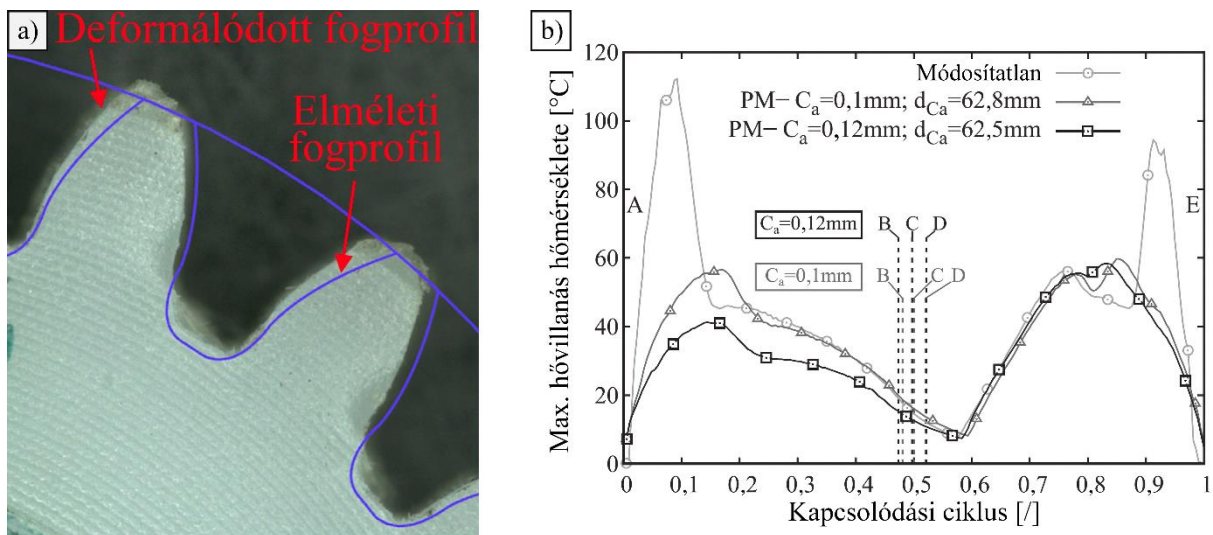 a)
Deformálódott fogprofil
Elméleti
fogprofil
b)
Max. hővillanás hőmérséklete [°C]
120
100
80
60
40
20
0
Módosítatlan
PM– Cₐ=0,1mm; d_Cₐ=62,8mm
PM– Cₐ=0,12mm; d_Cₐ=62,5mm
A
E
Cₐ=0,12mm
B C D
Cₐ=0,1mm
B C D
0 0,1 0,2 0,3 0,4 0,5 0,6 0,7 0,8 0,9 1
Kapcsolódási ciklus [/]